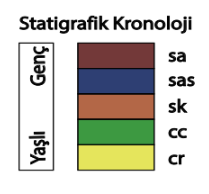 Statigrafik Kronoloji
Genç
Yaşlı
sa
sas
sk
cc
cr